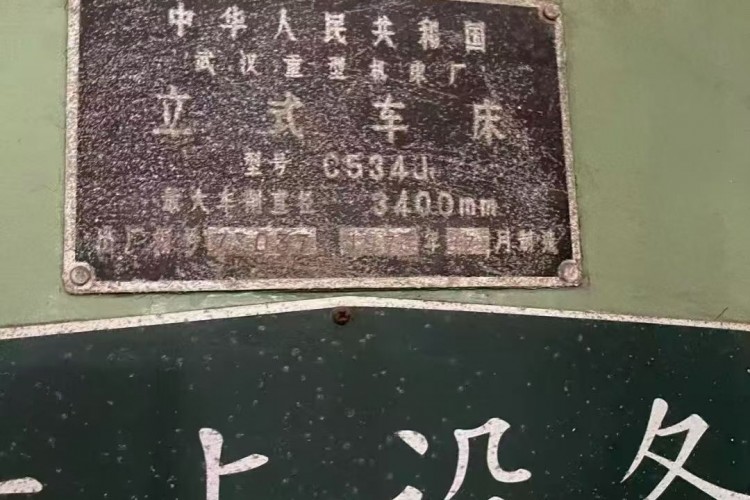 中华人民共和国
武汉重型机床厂
立式车床
型号 C534J₁
最大车削直径 3400mm
出厂编号 年 月制造
上设备